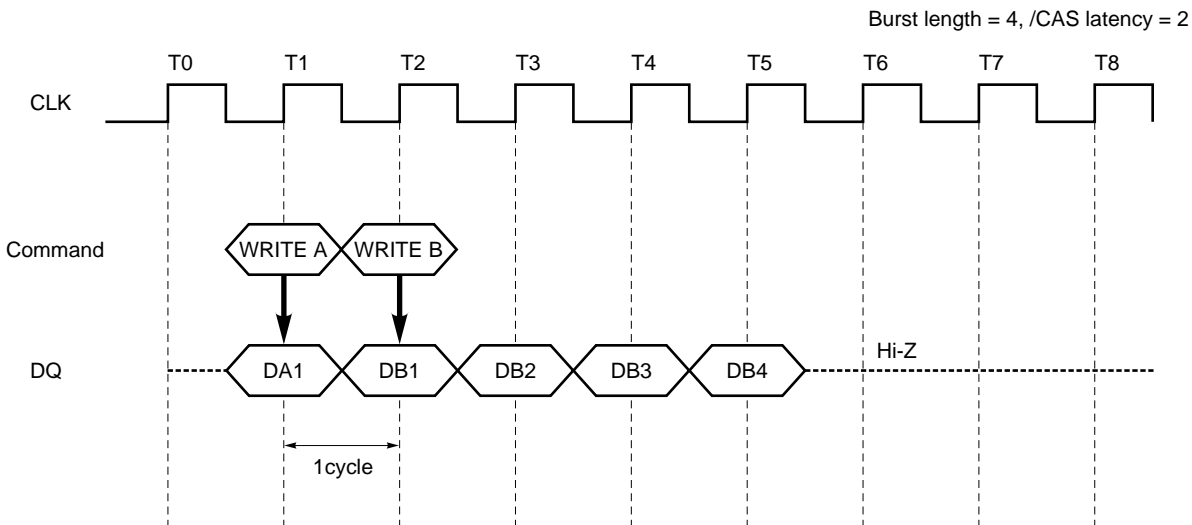 Burst length = 4, /CAS latency = 2
T0 T1 T2 T3 T4 T5 T6 T7 T8
CLK
Command WRITE A WRITE B
DQ DA1 DB1 DB2 DB3 DB4 Hi-Z
1cycle